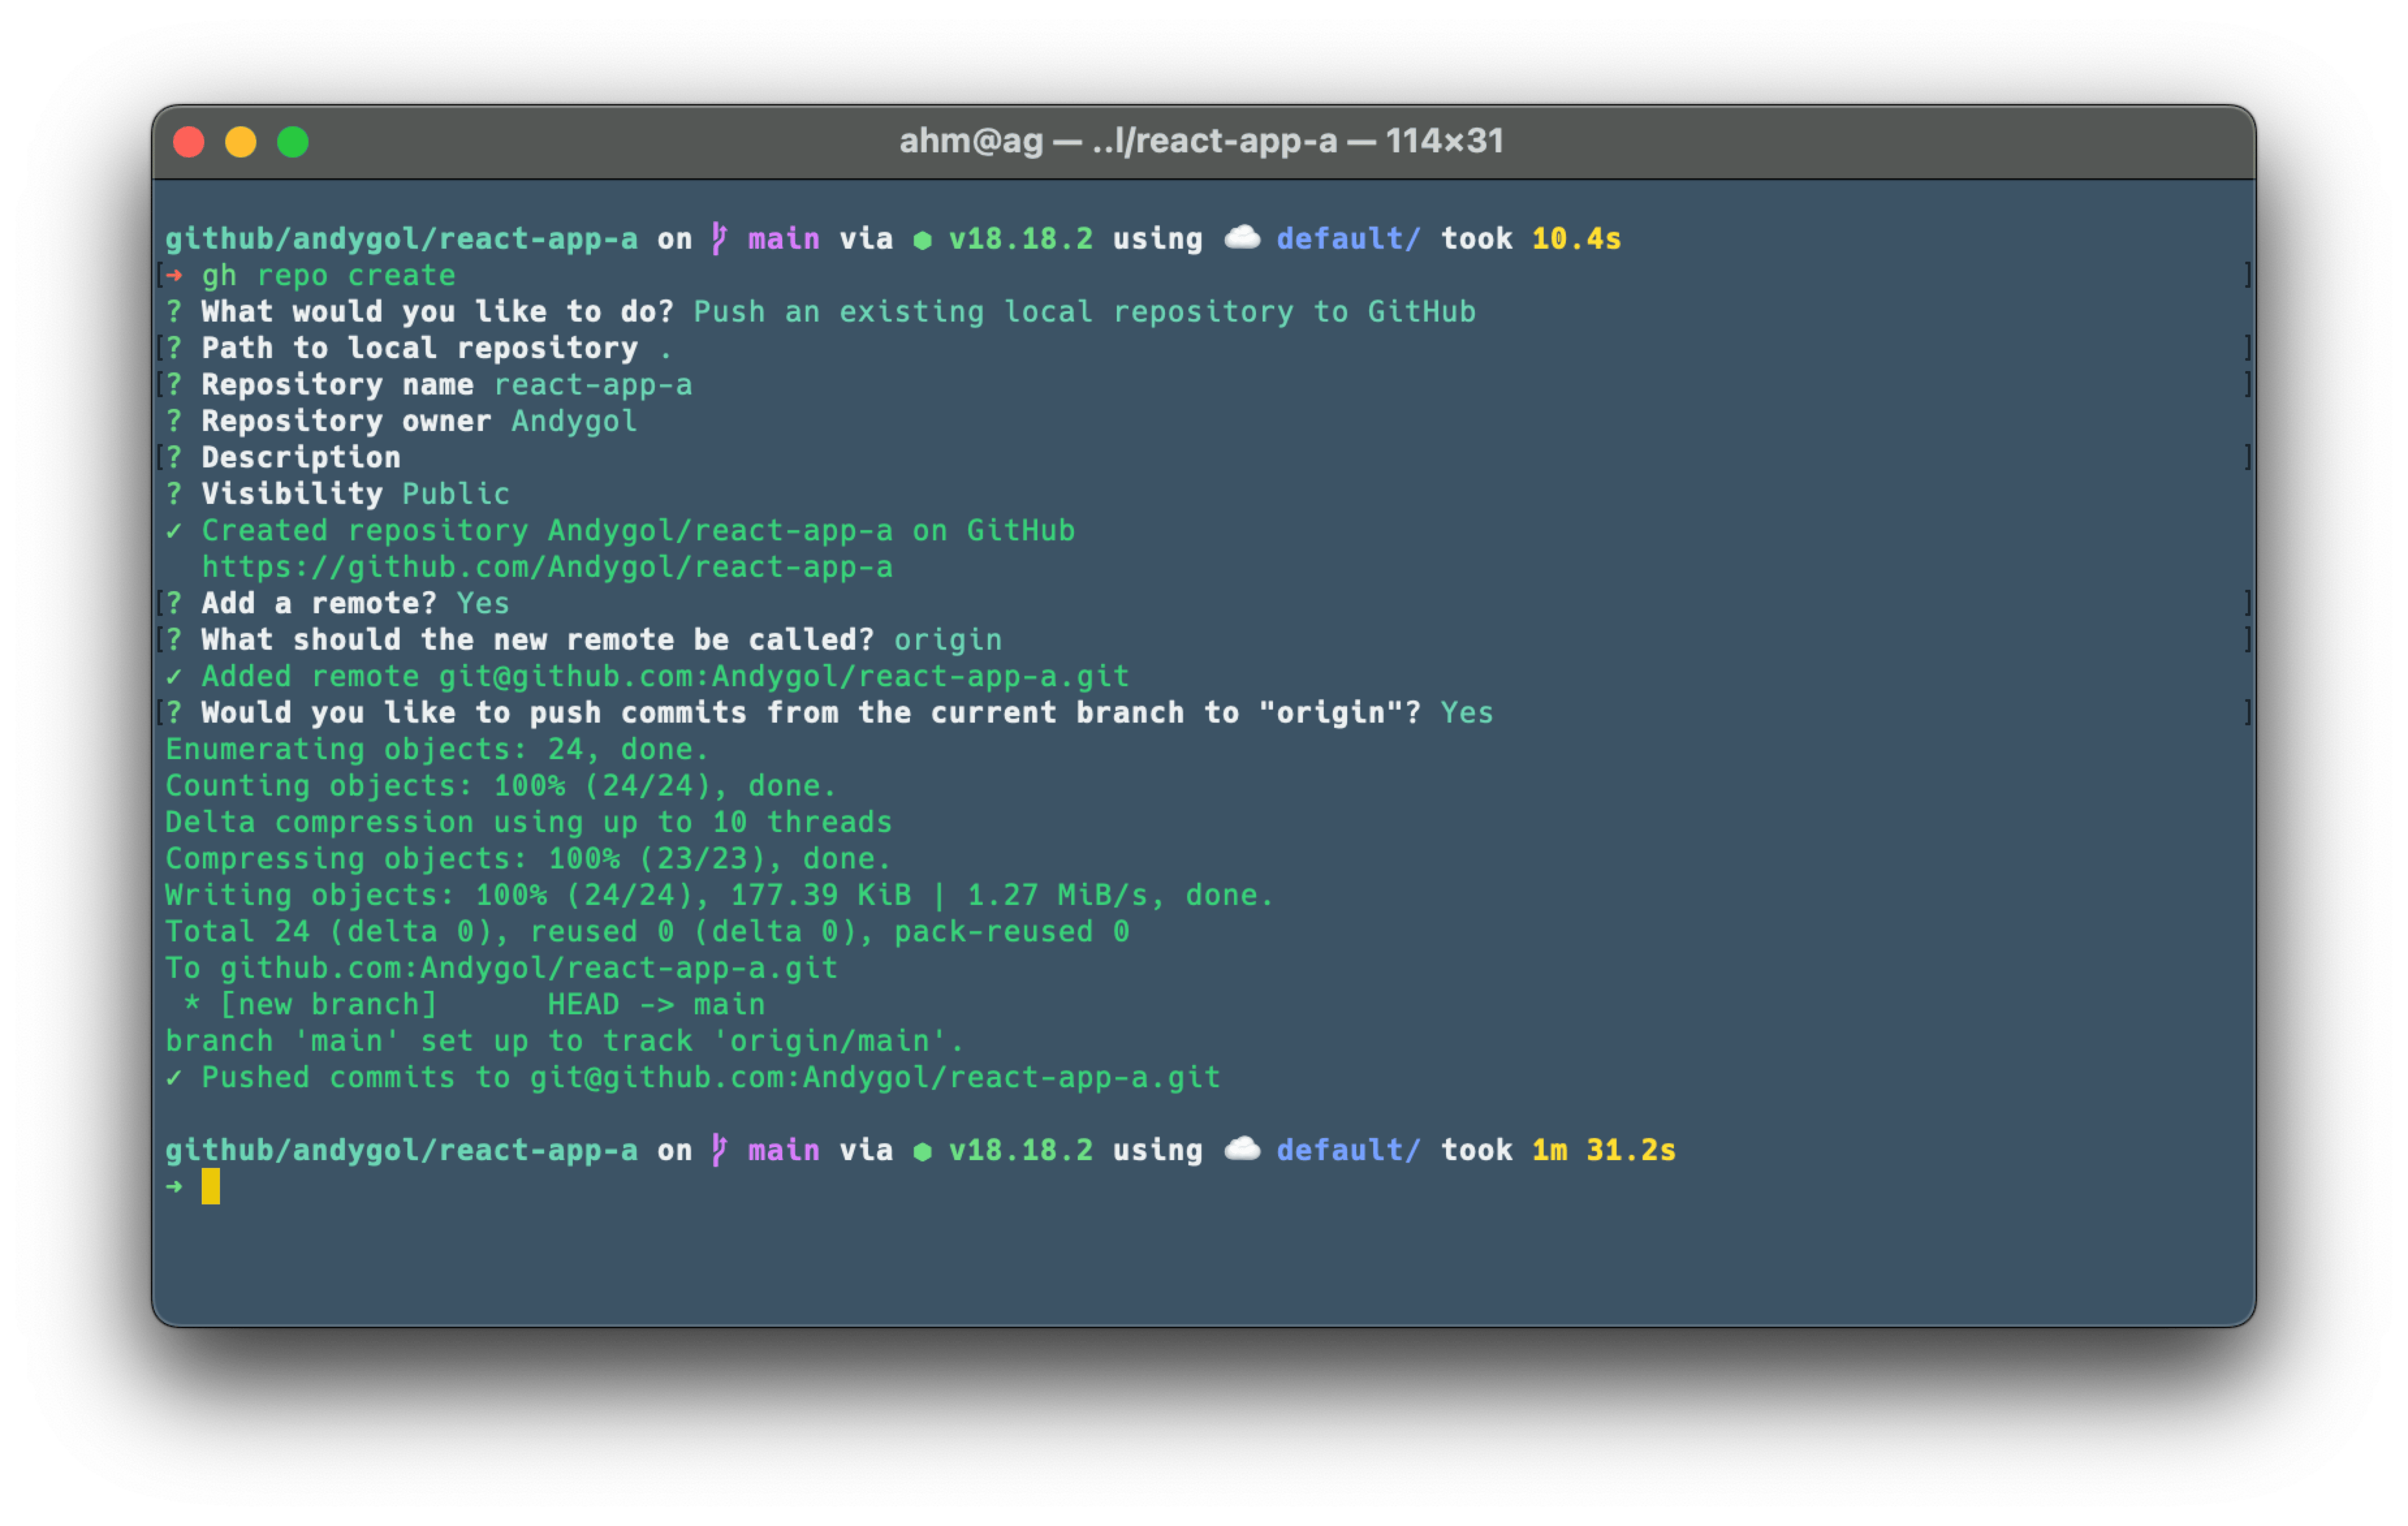 ahm@ag — ..l/react-app-a — 114×31
github/andygol/react-app-a on main via ⬢ v18.18.2 using ☁️ default/ took 10.4s
[➜ gh repo create ]
? What would you like to do? Push an existing local repository to GitHub
[? Path to local repository . ]
[? Repository name react-app-a ]
? Repository owner Andygol
[? Description ]
? Visibility Public
✓ Created repository Andygol/react-app-a on GitHub
https://github.com/Andygol/react-app-a
[? Add a remote? Yes ]
[? What should the new remote be called? origin ]
✓ Added remote git@github.com:Andygol/react-app-a.git
[? Would you like to push commits from the current branch to "origin"? Yes ]
Enumerating objects: 24, done.
Counting objects: 100% (24/24), done.
Delta compression using up to 10 threads
Compressing objects: 100% (23/23), done.
Writing objects: 100% (24/24), 177.39 KiB | 1.27 MiB/s, done.
Total 24 (delta 0), reused 0 (delta 0), pack-reused 0
To github.com:Andygol/react-app-a.git
* [new branch]      HEAD -> main
branch 'main' set up to track 'origin/main'.
✓ Pushed commits to git@github.com:Andygol/react-app-a.git
github/andygol/react-app-a on main via ⬢ v18.18.2 using ☁️ default/ took 1m 31.2s
➜